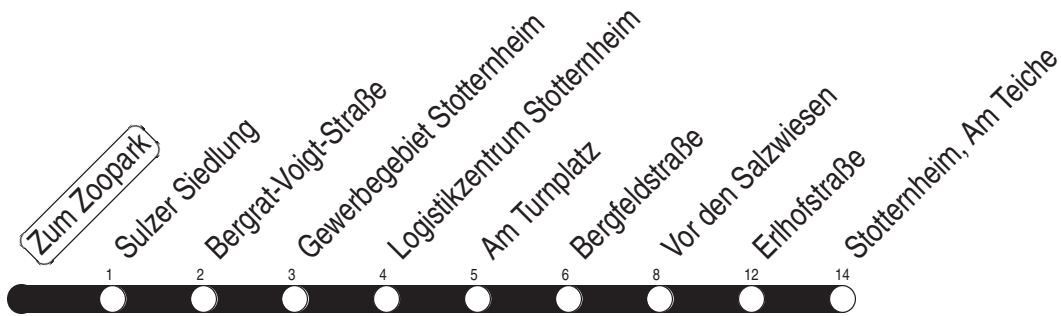 Zum Zoopark
Sulzer Siedlung
Bergrat-Voigt-Straße
Gewerbegebiet Stotternheim
Logistikzentrum Stotternheim
Am Turnplatz
Bergfeldstraße
Vor den Salzwiesen
Erlhofstraße
Stotternheim, Am Teiche
1 2 3 4 5 6 8 12 14